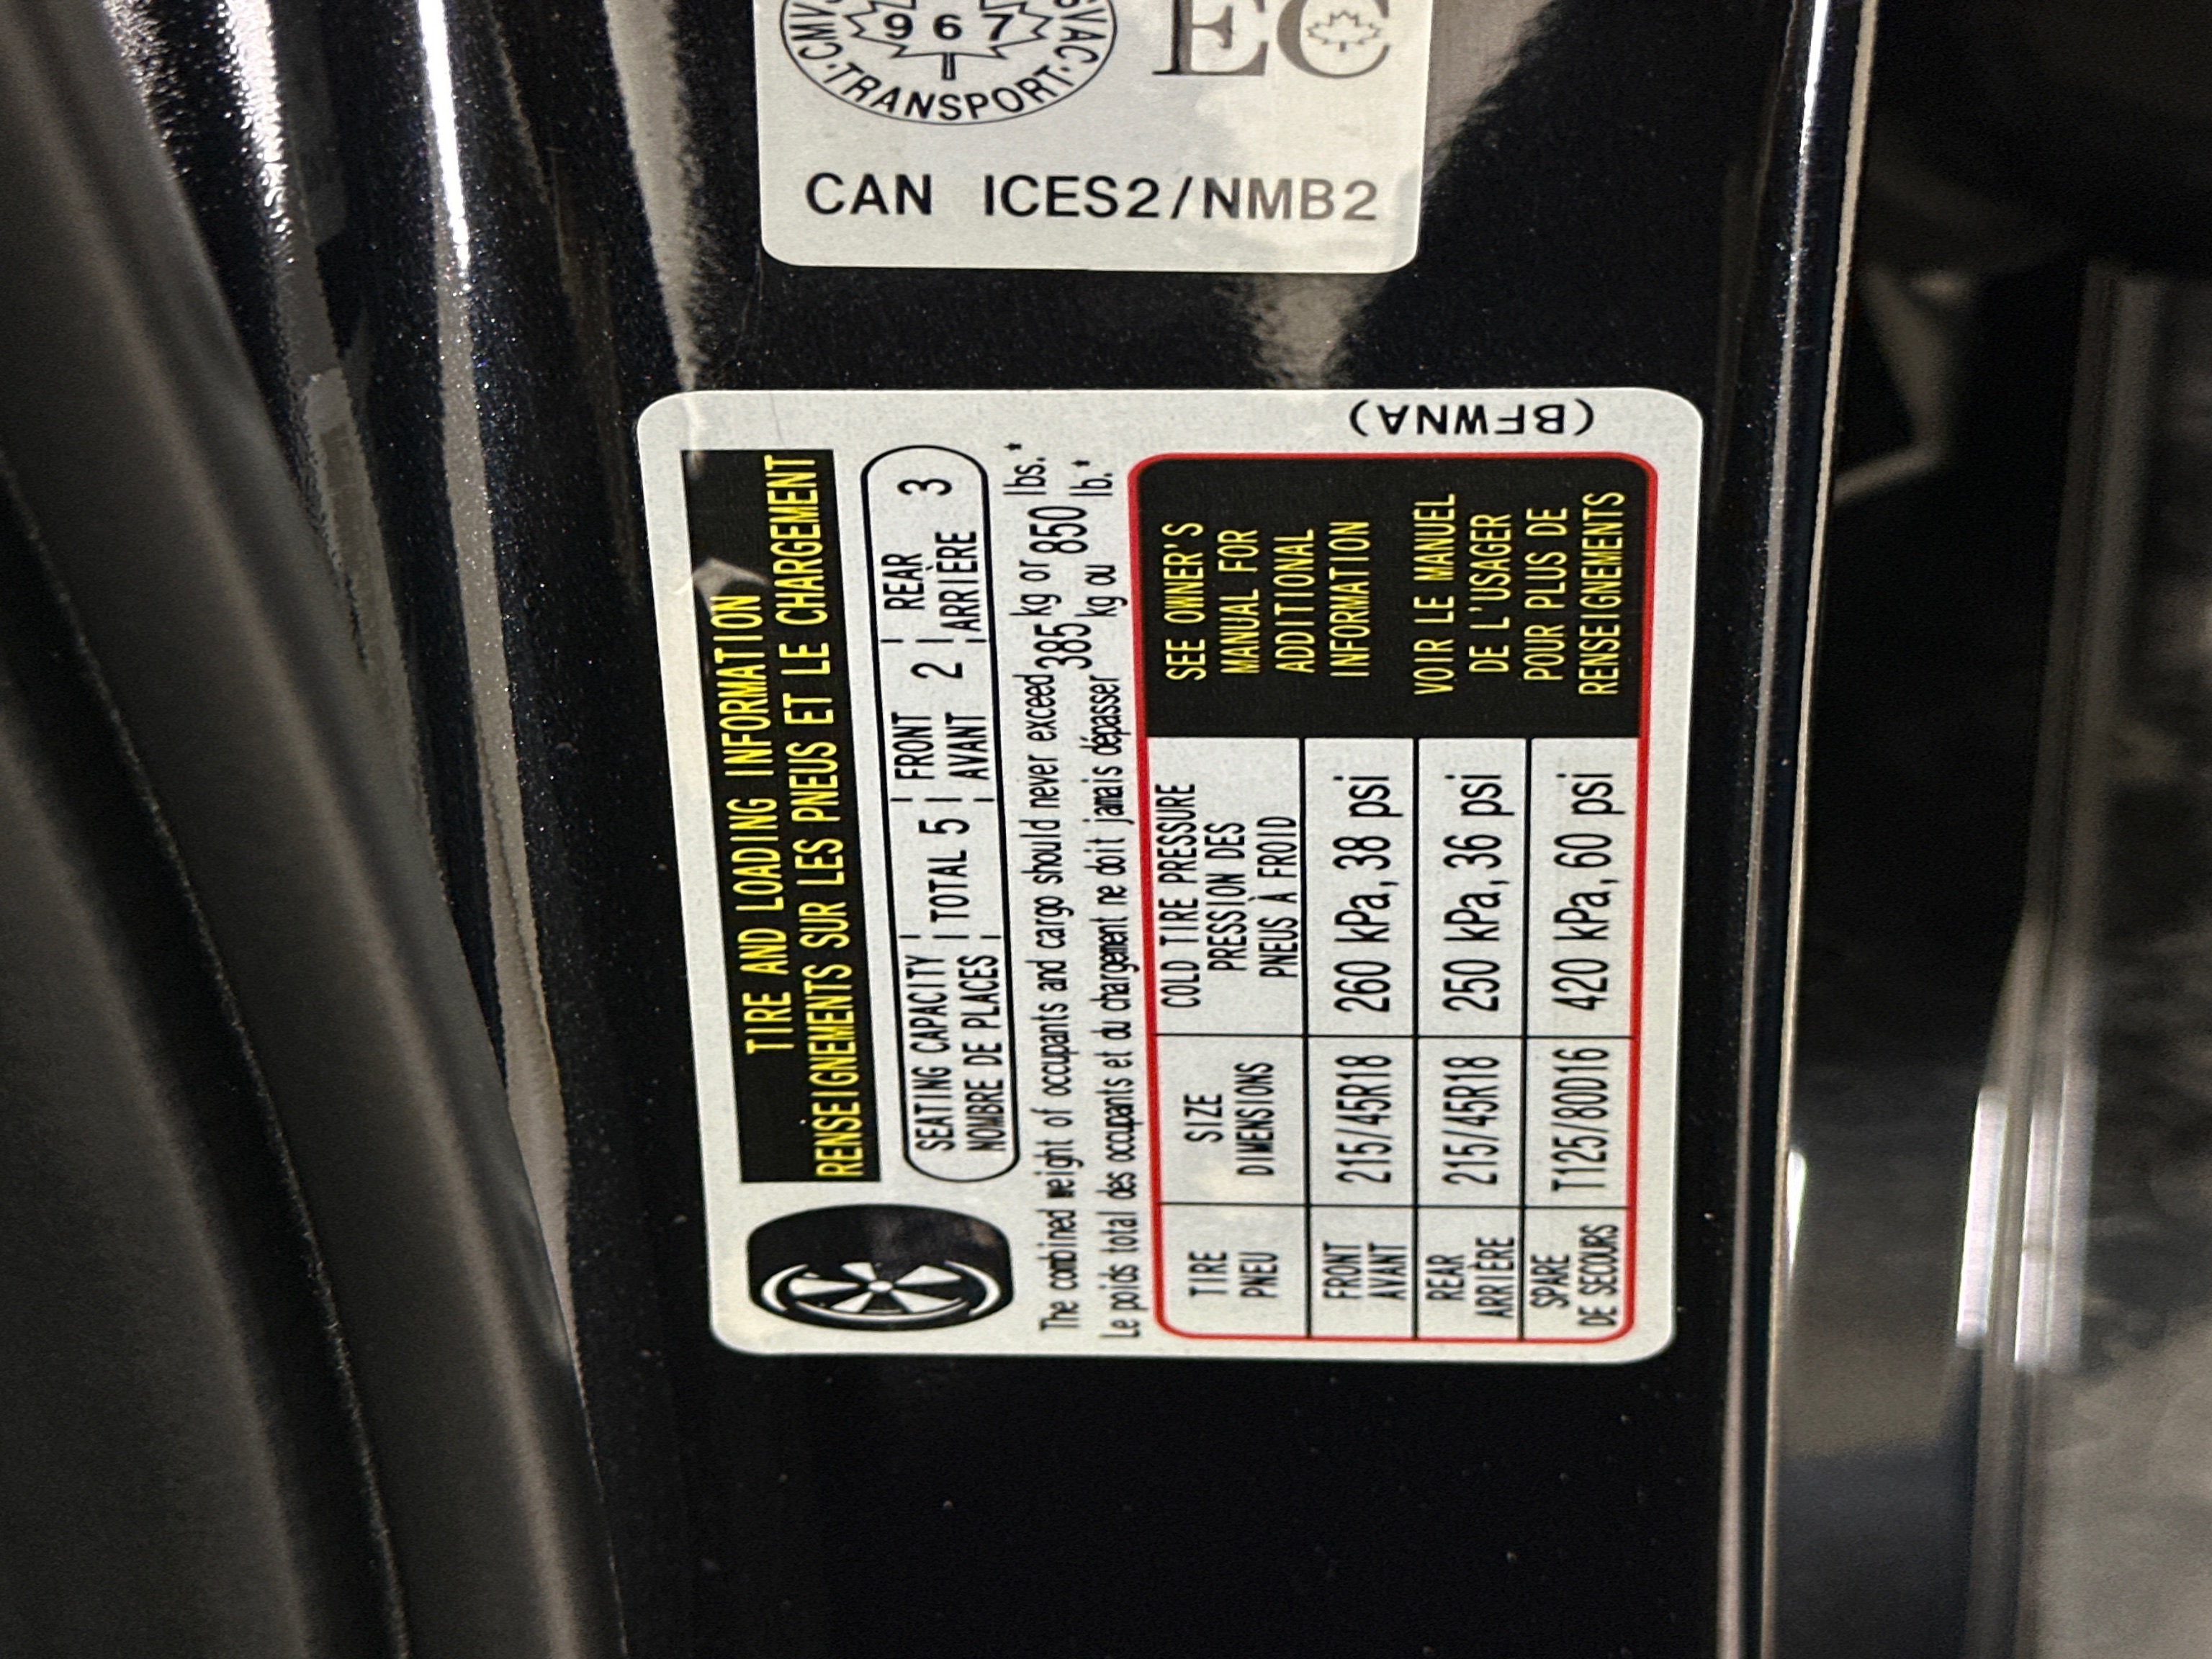 CMVS
967
SVAC
· TRANSPORT ·
EC
CAN ICES2/NMB2
TIRE AND LOADING INFORMATION
RENSEIGNEMENTS SUR LES PNEUS ET LE CHARGEMENT
SEATING CAPACITY | TOTAL 5 | FRONT 2 | REAR 3
NOMBRE DE PLACES | AVANT | ARRIÈRE
The combined weight of occupants and cargo should never exceed 385 kg or 850 lbs.*
Le poids total des occupants et du chargement ne doit jamais dépasser 385 kg ou 850 lb.*
TIRE
PNEU
SIZE
DIMENSIONS
COLD TIRE PRESSURE
PRESSION DES
PNEUS À FROID
FRONT
AVANT
215/45R18
260 kPa, 38 psi
REAR
ARRIÈRE
215/45R18
250 kPa, 36 psi
SPARE
DE SECOURS
T125/80D16
420 kPa, 60 psi
SEE OWNER'S
MANUAL FOR
ADDITIONAL
INFORMATION
VOIR LE MANUEL
DE L'USAGER
POUR PLUS DE
RENSEIGNEMENTS
(BFWNA)